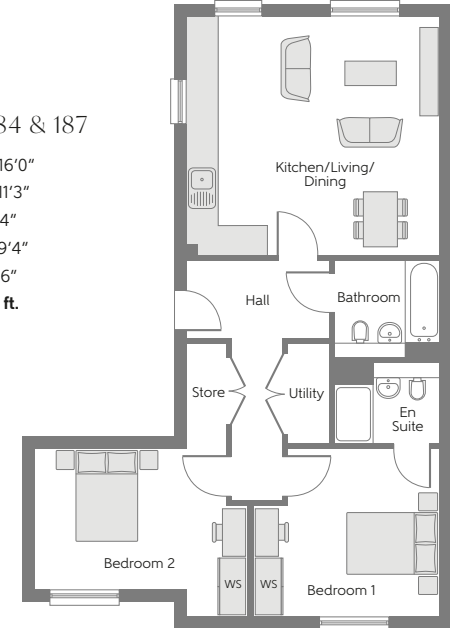 84 & 187
16'0"
11'3"
4"
9'4"
6"
ft.
Kitchen/Living/
Dining
Hall
Bathroom
Store
Utility
En
Suite
Bedroom 2
WS
WS
Bedroom 1